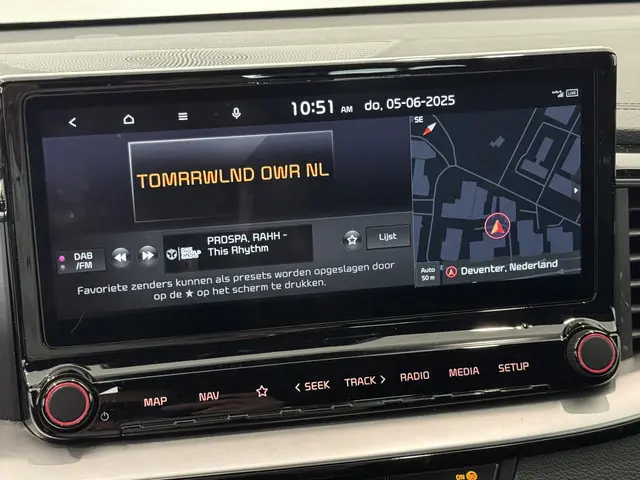 10:51 AM do, 05-06-2025
LIVE
SE
TOMRRWLND OWR NL
DAB
/FM
PROSPA, RAHH -
This Rhythm
Lijst
Favoriete zenders kunnen als presets worden opgeslagen door
op de ★ op het scherm te drukken.
Auto
50 m
Deventer, Nederland
MAP
NAV
< SEEK
TRACK >
RADIO
MEDIA
SETUP
ON